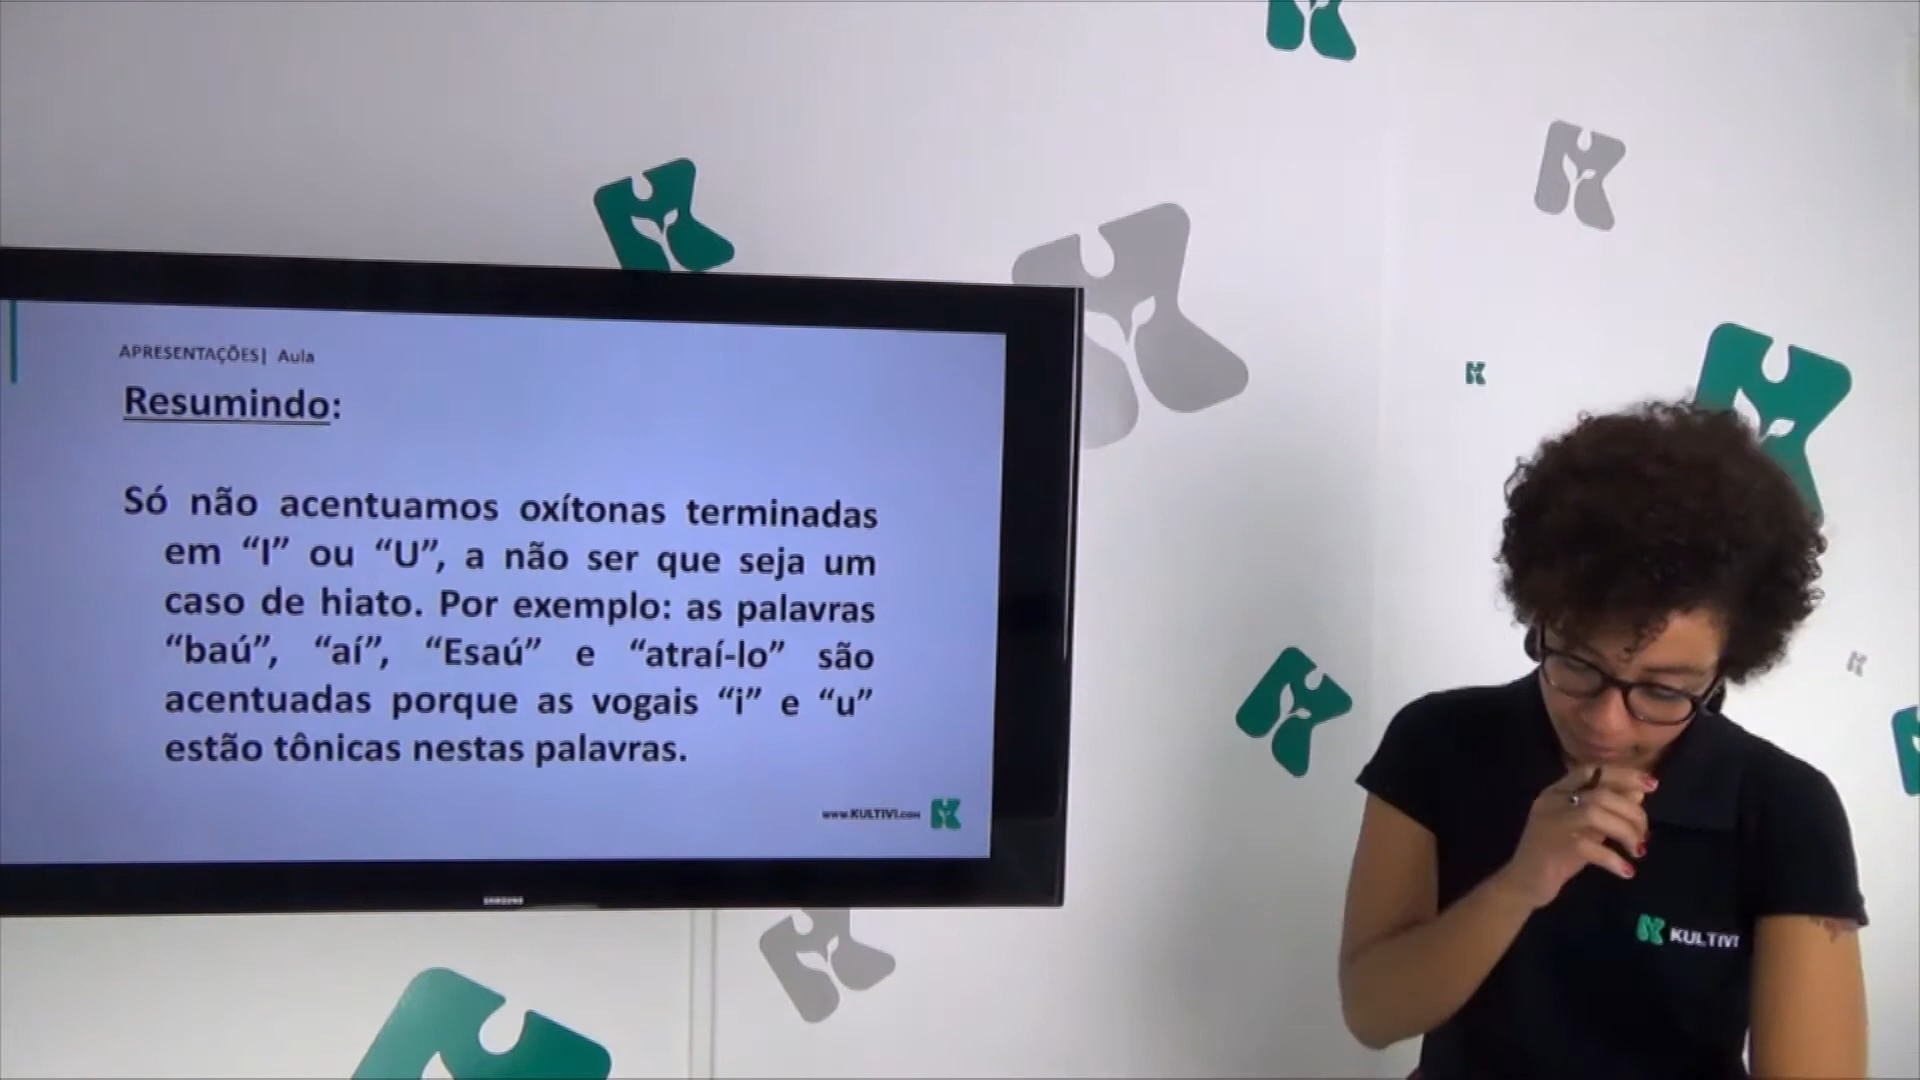 APRESENTAÇÕES| Aula
Resumindo:
Só não acentuamos oxítonas terminadas
em “I” ou “U”, a não ser que seja um
caso de hiato. Por exemplo: as palavras
“baú”, “aí”, “Esaú” e “atraí-lo” são
acentuadas porque as vogais “i” e “u”
estão tônicas nestas palavras.
www.KULTIVI.com
SAMSUNG
KULTIVI